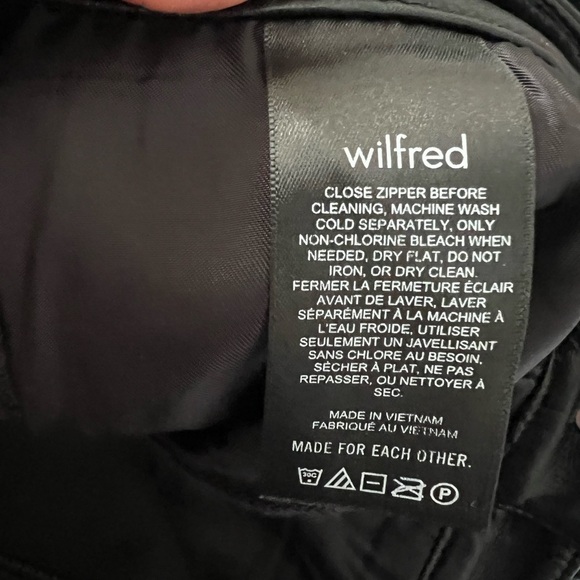 wilfred
CLOSE ZIPPER BEFORE
CLEANING, MACHINE WASH
COLD SEPARATELY, ONLY
NON-CHLORINE BLEACH WHEN
NEEDED, DRY FLAT, DO NOT
IRON, OR DRY CLEAN.
FERMER LA FERMETURE ÉCLAIR
AVANT DE LAVER, LAVER
SÉPARÉMENT À LA MACHINE À
L'EAU FROIDE, UTILISER
SEULEMENT UN JAVELLISANT
SANS CHLORE AU BESOIN,
SÉCHER À PLAT, NE PAS
REPASSER, OU NETTOYER À
SEC.
MADE IN VIETNAM
FABRIQUÉ AU VIETNAM
MADE FOR EACH OTHER.
30C P